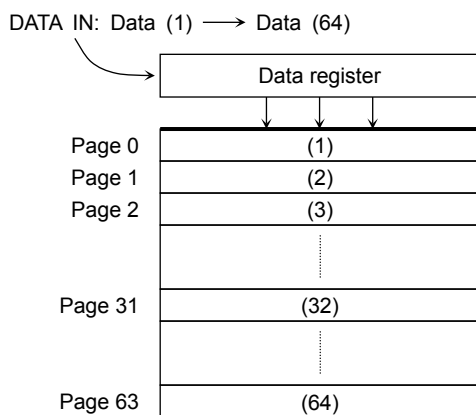 DATA IN: Data (1) → Data (64)
Data register
Page 0 (1)
Page 1 (2)
Page 2 (3)
Page 31 (32)
Page 63 (64)